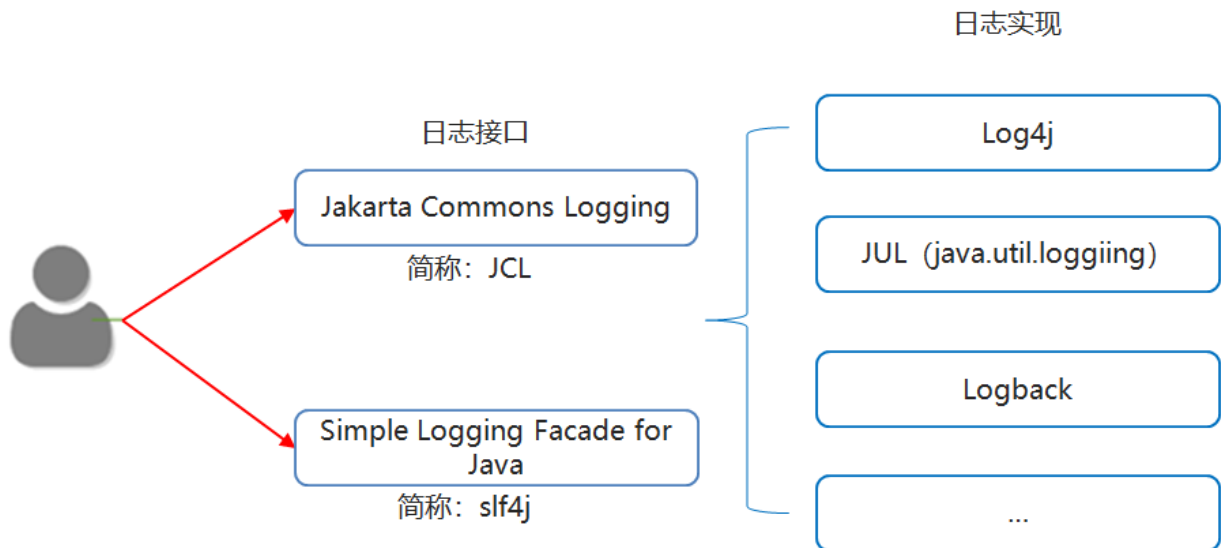 日志实现
日志接口
Log4j
Jakarta Commons Logging
简称：JCL
JUL（java.util.loggiing）
Logback
Simple Logging Facade for
Java
简称：slf4j
...